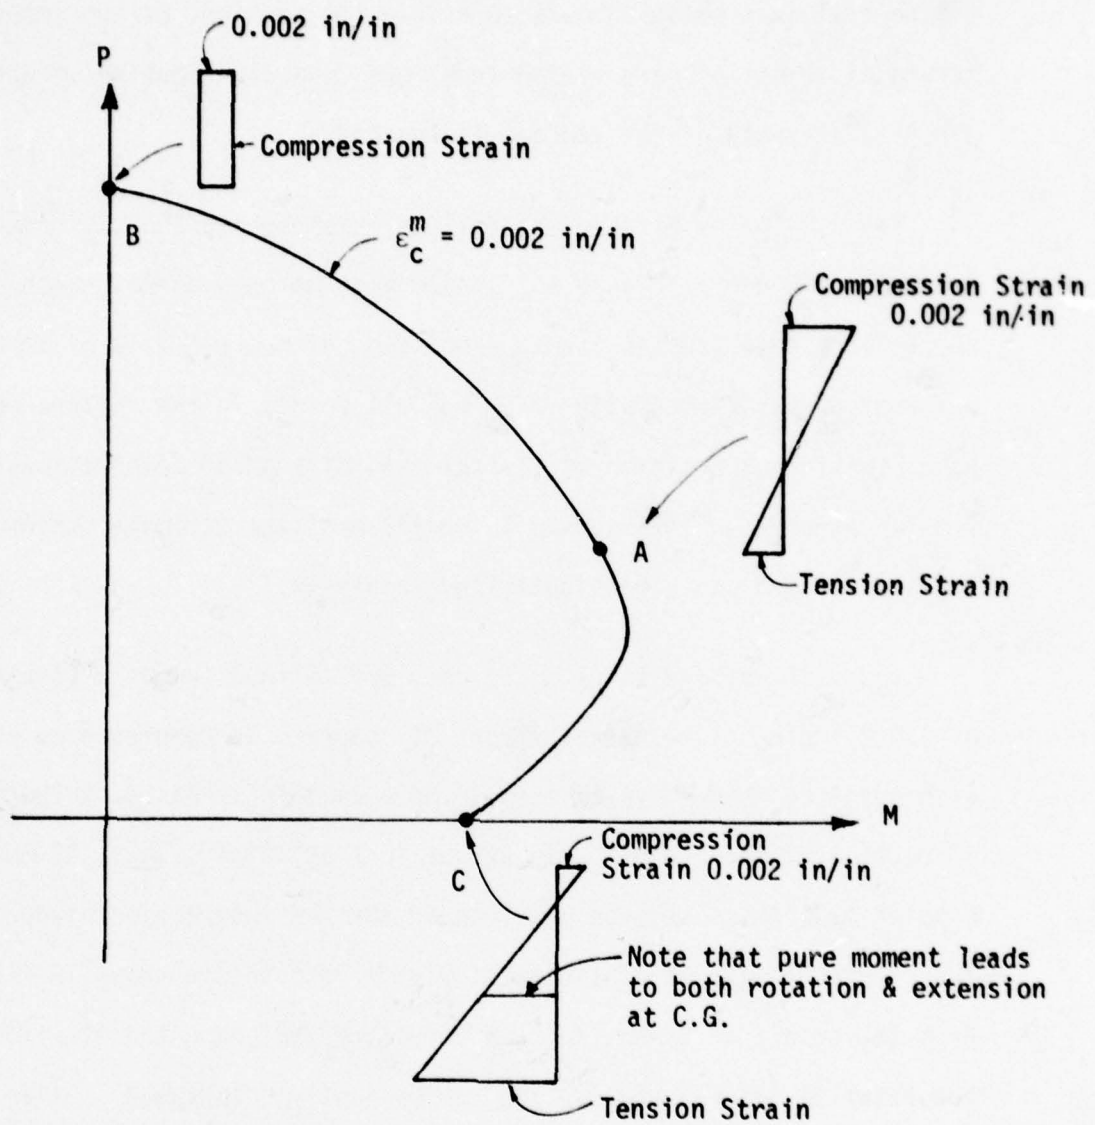 0.002 in/in
P
Compression Strain
B
ε_c^m = 0.002 in/in
Compression Strain
0.002 in/in
A
Tension Strain
M
Compression
Strain 0.002 in/in
C
Note that pure moment leads
to both rotation & extension
at C.G.
Tension Strain